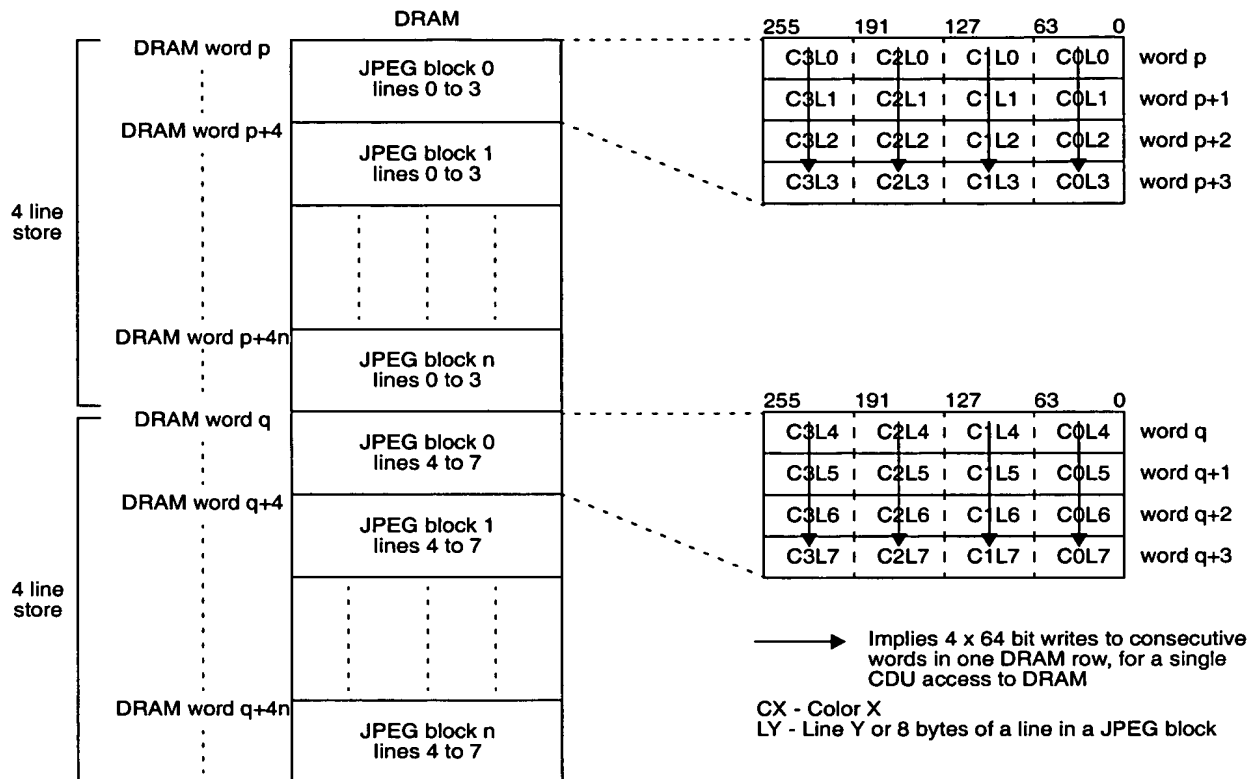 DRAM
DRAM word p
JPEG block 0
lines 0 to 3
DRAM word p+4
JPEG block 1
lines 0 to 3
4 line
store
DRAM word p+4n
JPEG block n
lines 0 to 3
DRAM word q
JPEG block 0
lines 4 to 7
DRAM word q+4
JPEG block 1
lines 4 to 7
4 line
store
DRAM word q+4n
JPEG block n
lines 4 to 7
255 191 127 63 0
C3L0 C2L0 C1L0 C0L0 word p
C3L1 C2L1 C1L1 C0L1 word p+1
C3L2 C2L2 C1L2 C0L2 word p+2
C3L3 C2L3 C1L3 C0L3 word p+3
255 191 127 63 0
C3L4 C2L4 C1L4 C0L4 word q
C3L5 C2L5 C1L5 C0L5 word q+1
C3L6 C2L6 C1L6 C0L6 word q+2
C3L7 C2L7 C1L7 C0L7 word q+3
Implies 4 x 64 bit writes to consecutive
words in one DRAM row, for a single
CDU access to DRAM
CX - Color X
LY - Line Y or 8 bytes of a line in a JPEG block